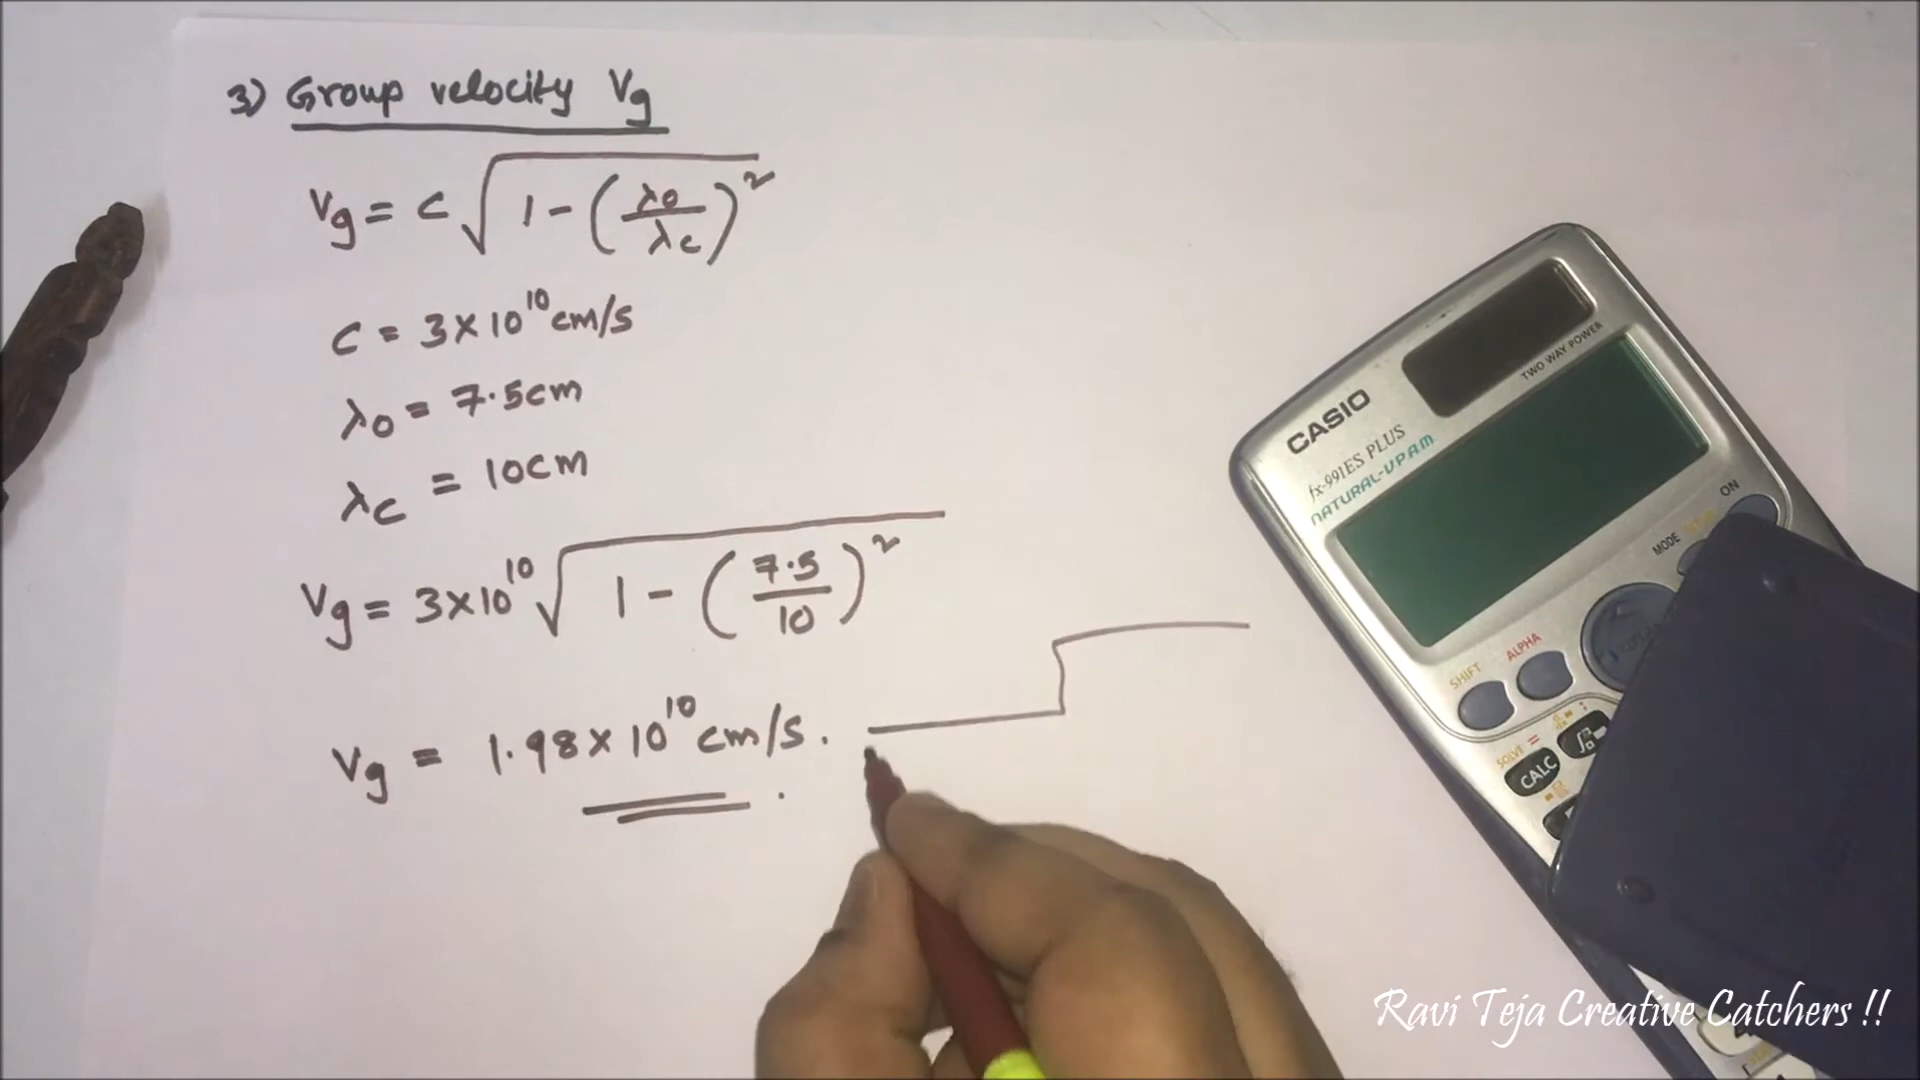 3) Group velocity Vg
Vg = c √(1 - (λo/λc)²)
c = 3 × 10¹⁰ cm/s
λo = 7.5cm
λc = 10cm
Vg = 3×10¹⁰ √(1 - (7.5/10)²)
Vg = 1.98 × 10¹⁰ cm/s.
CASIO
fx-991ES PLUS
NATURAL-V.P.A.M.
TWO WAY POWER
ON
MODE
SHIFT
ALPHA
SOLVE =
CALC
Ravi Teja Creative Catchers !!